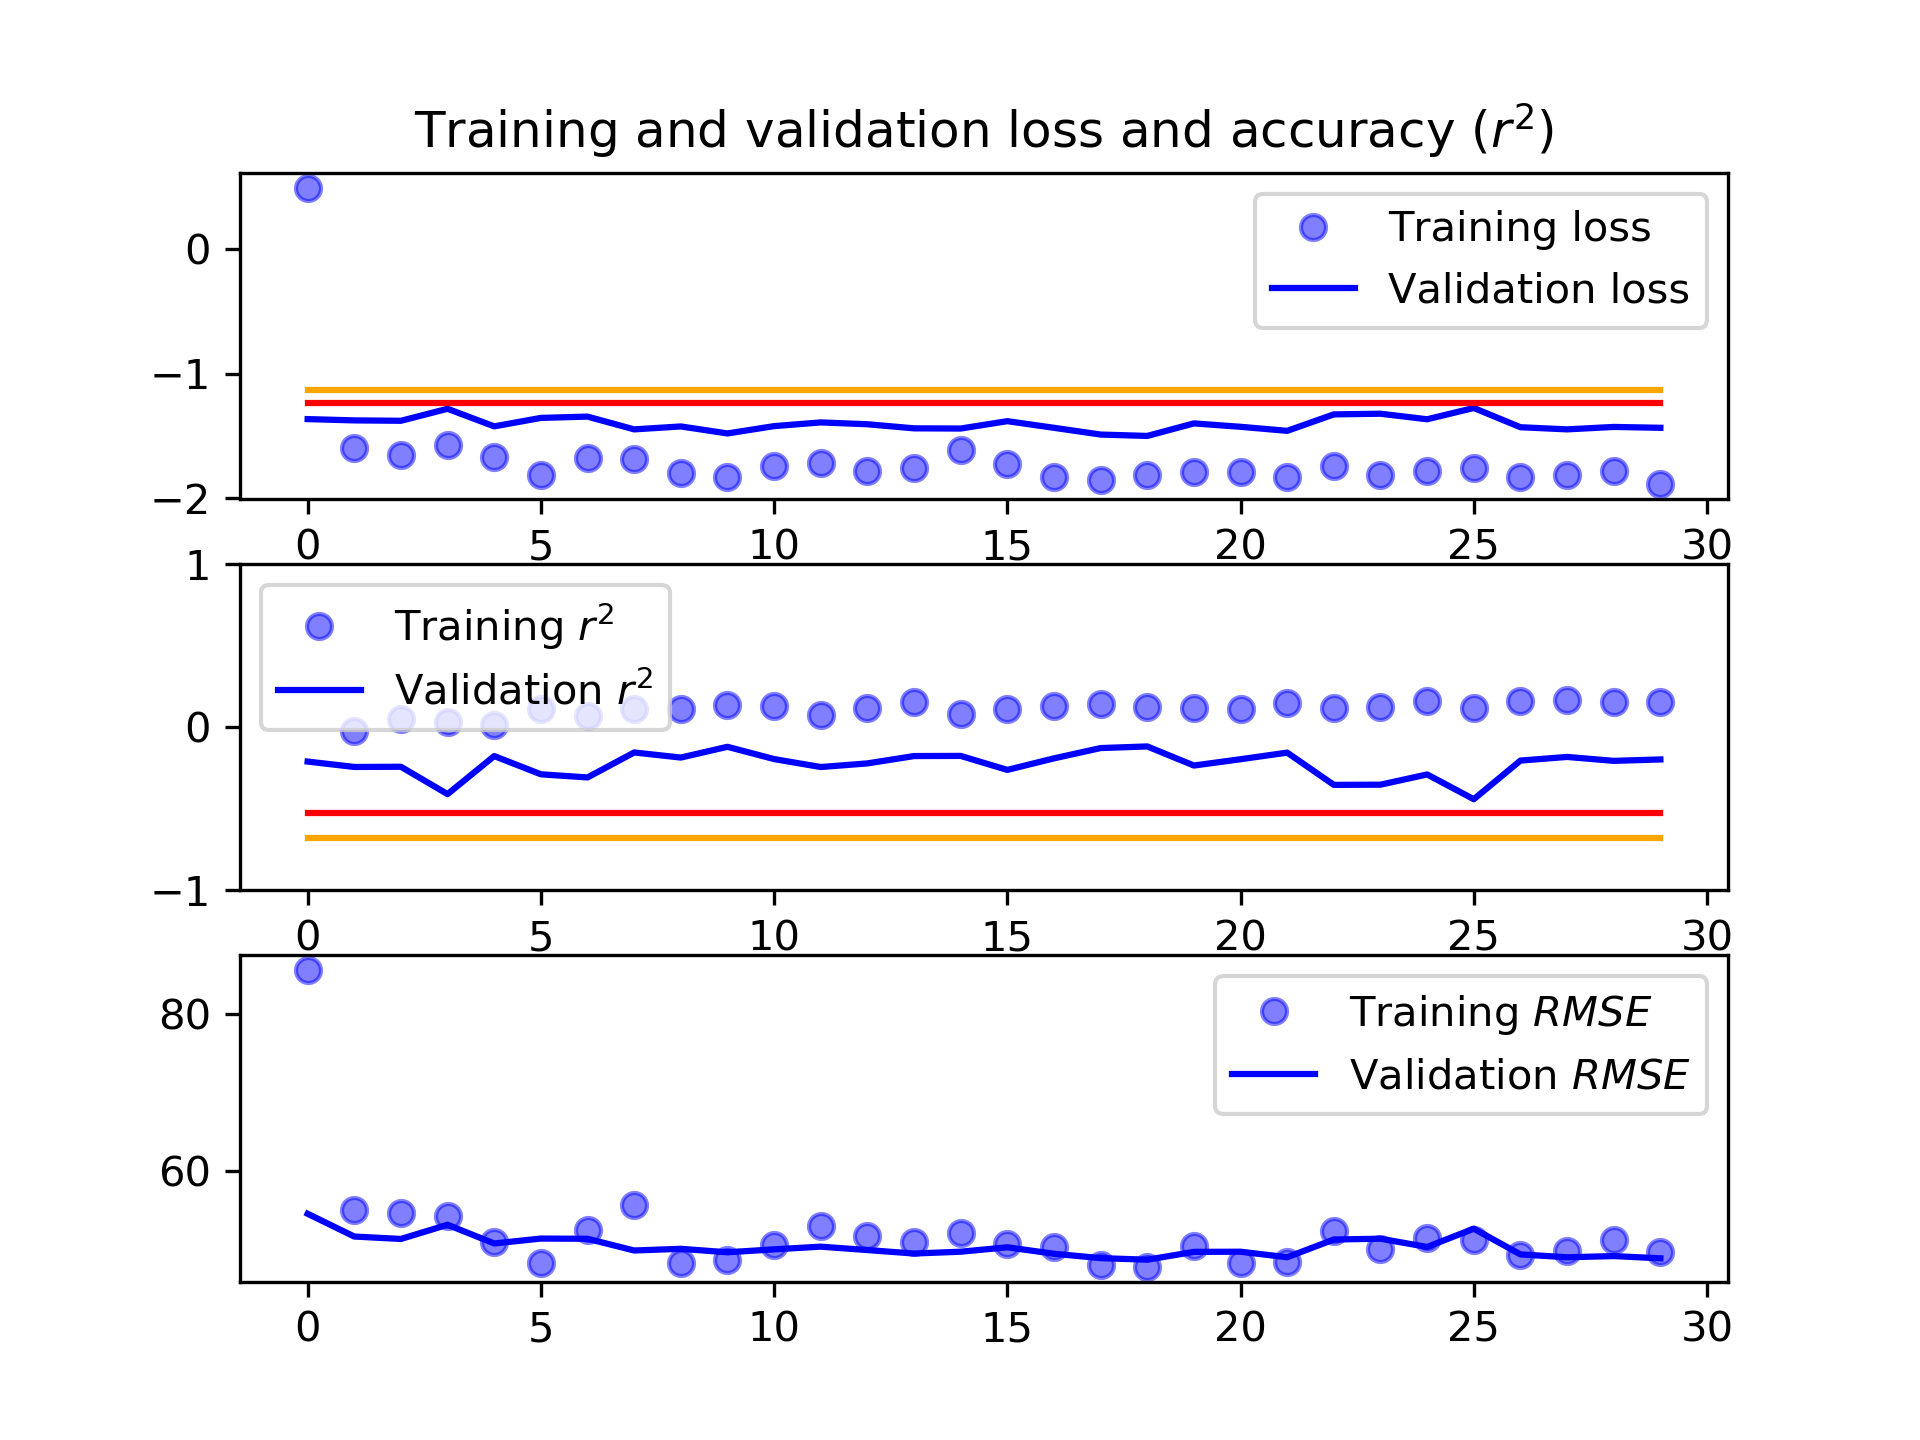 Training and validation loss and accuracy (r²)
0
−1
−2
Training loss
Validation loss
0 5 10 15 20 25 30
1
0
−1
Training r²
Validation r²
0 5 10 15 20 25 30
80
60
Training RMSE
Validation RMSE
0 5 10 15 20 25 30